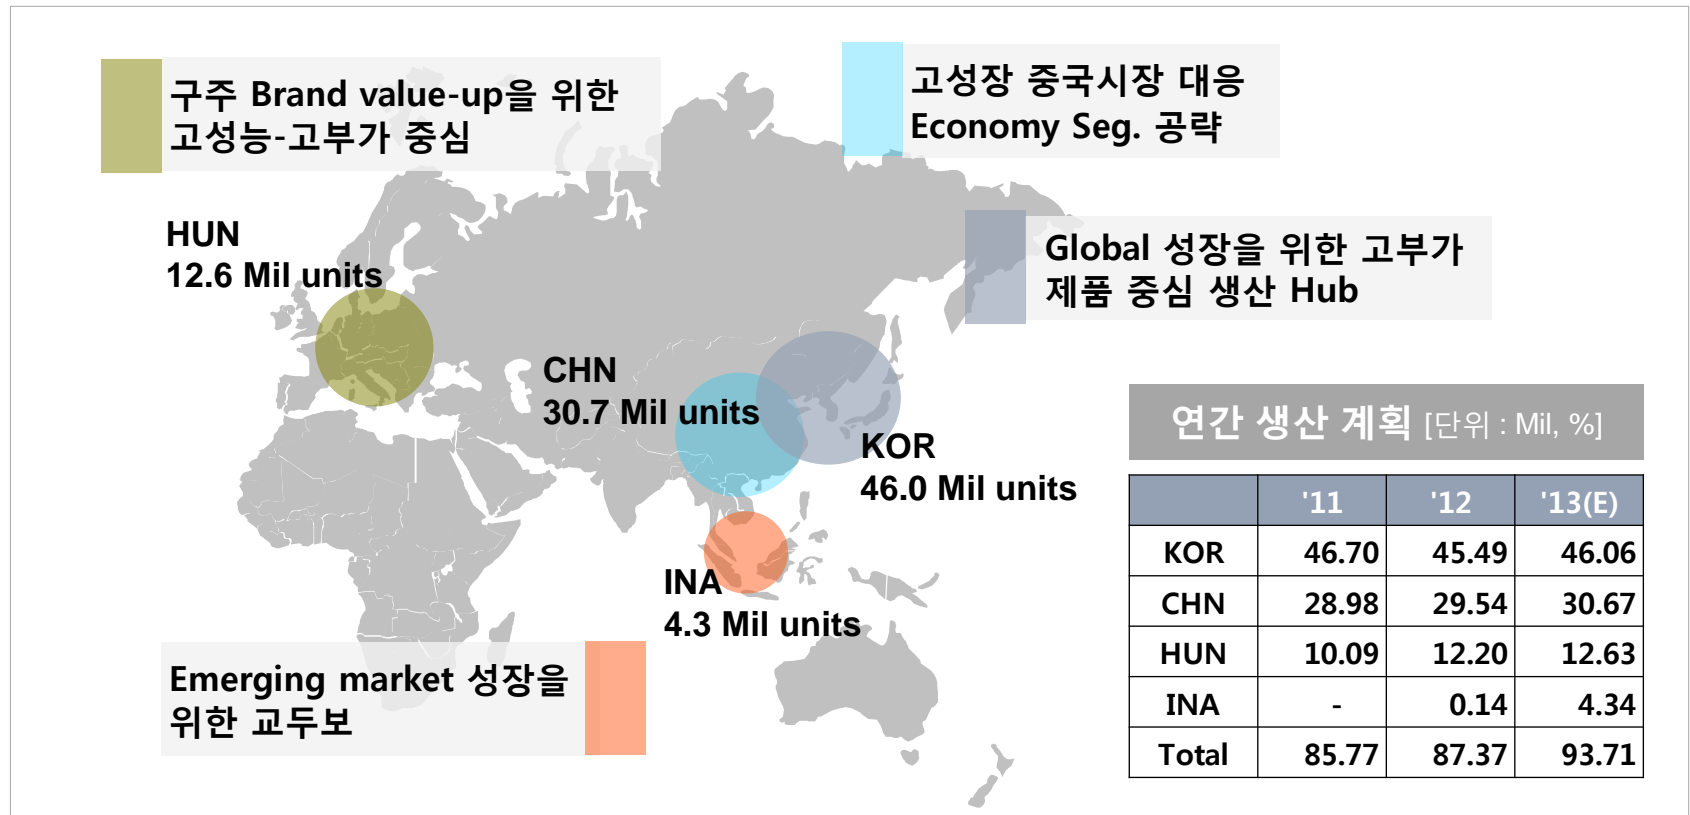 구주 Brand value-up을 위한
고성능-고부가 중심
고성장 중국시장 대응
Economy Seg. 공략
HUN
12.6 Mil units
Global 성장을 위한 고부가
제품 중심 생산 Hub
CHN
30.7 Mil units
KOR
46.0 Mil units
INA
4.3 Mil units
Emerging market 성장을
위한 교두보
연간 생산 계획 [단위 : Mil, %]
'11 '12 '13(E)
KOR 46.70 45.49 46.06
CHN 28.98 29.54 30.67
HUN 10.09 12.20 12.63
INA - 0.14 4.34
Total 85.77 87.37 93.71